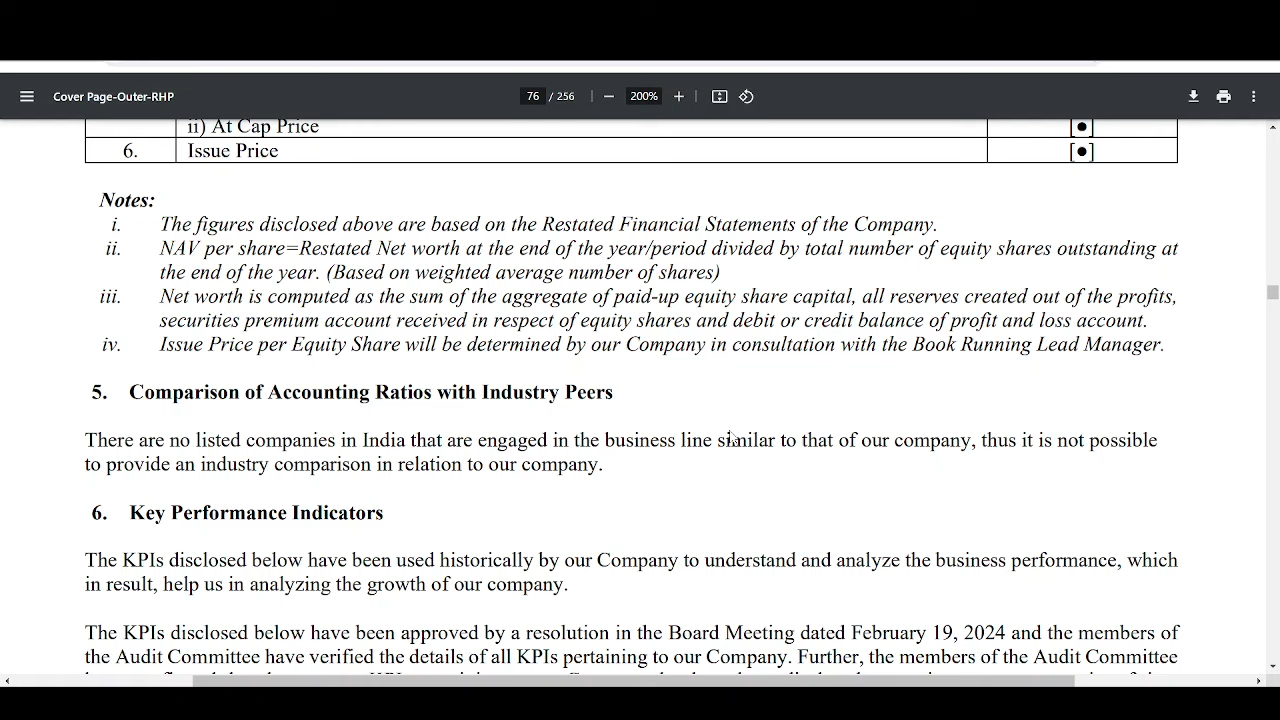 Cover Page-Outer-RHP
76 / 256
200%
ii) At Cap Price [●]
6. Issue Price [●]
Notes:
i. The figures disclosed above are based on the Restated Financial Statements of the Company.
ii. NAV per share=Restated Net worth at the end of the year/period divided by total number of equity shares outstanding at
the end of the year. (Based on weighted average number of shares)
iii. Net worth is computed as the sum of the aggregate of paid-up equity share capital, all reserves created out of the profits,
securities premium account received in respect of equity shares and debit or credit balance of profit and loss account.
iv. Issue Price per Equity Share will be determined by our Company in consultation with the Book Running Lead Manager.
5. Comparison of Accounting Ratios with Industry Peers
There are no listed companies in India that are engaged in the business line similar to that of our company, thus it is not possible
to provide an industry comparison in relation to our company.
6. Key Performance Indicators
The KPIs disclosed below have been used historically by our Company to understand and analyze the business performance, which
in result, help us in analyzing the growth of our company.
The KPIs disclosed below have been approved by a resolution in the Board Meeting dated February 19, 2024 and the members of
the Audit Committee have verified the details of all KPIs pertaining to our Company. Further, the members of the Audit Committee